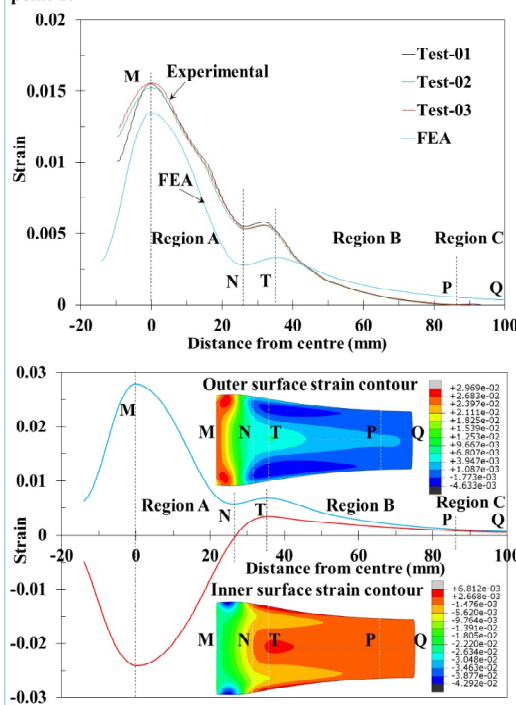 0.02
0.015
0.01
0.005
0
Strain
M
Experimental
FEA
Test-01
Test-02
Test-03
FEA
Region A
Region B
Region C
N
T
P
Q
-20
0
20
40
60
80
100
Distance from centre (mm)
0.03
0.02
0.01
0
-0.01
-0.02
-0.03
Strain
Outer surface strain contour
+2.969e-02
+2.683e-02
+2.397e-02
+2.111e-02
+1.825e-02
+1.539e-02
+1.253e-02
+9.667e-03
+6.807e-03
+3.947e-03
+1.087e-03
-1.773e-03
-4.633e-03
M
M
N
T
P
Region A
Region B
Region C
N
T
P
Q
-20
0
20
40
60
80
100
Distance from centre (mm)
Inner surface strain contour
+6.812e-03
+2.668e-03
-1.476e-03
-5.620e-03
-9.764e-03
-1.391e-02
-1.805e-02
-2.220e-02
-2.634e-02
-3.048e-02
-3.463e-02
-3.877e-02
-4.292e-02
M
N
T
P
Q